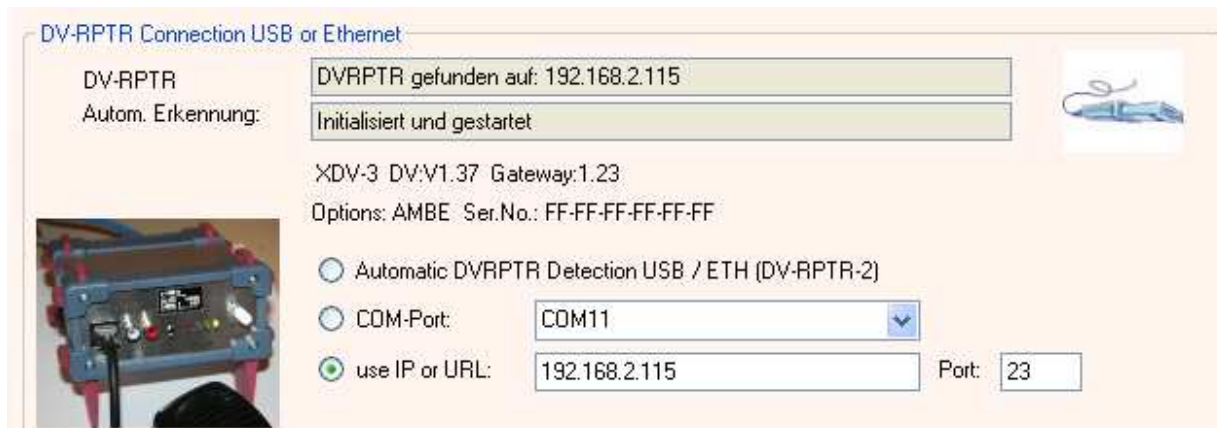 DV-RPTR Connection USB or Ethernet
DV-RPTR
DVRPTR gefunden auf: 192.168.2.115
Autom. Erkennung:
Initialisiert und gestartet
XDV-3 DV:V1.37 Gateway:1.23
Options: AMBE Ser.No.: FF-FF-FF-FF-FF-FF
Automatic DVRPTR Detection USB / ETH (DV-RPTR-2)
COM-Port: COM11
use IP or URL: 192.168.2.115 Port: 23